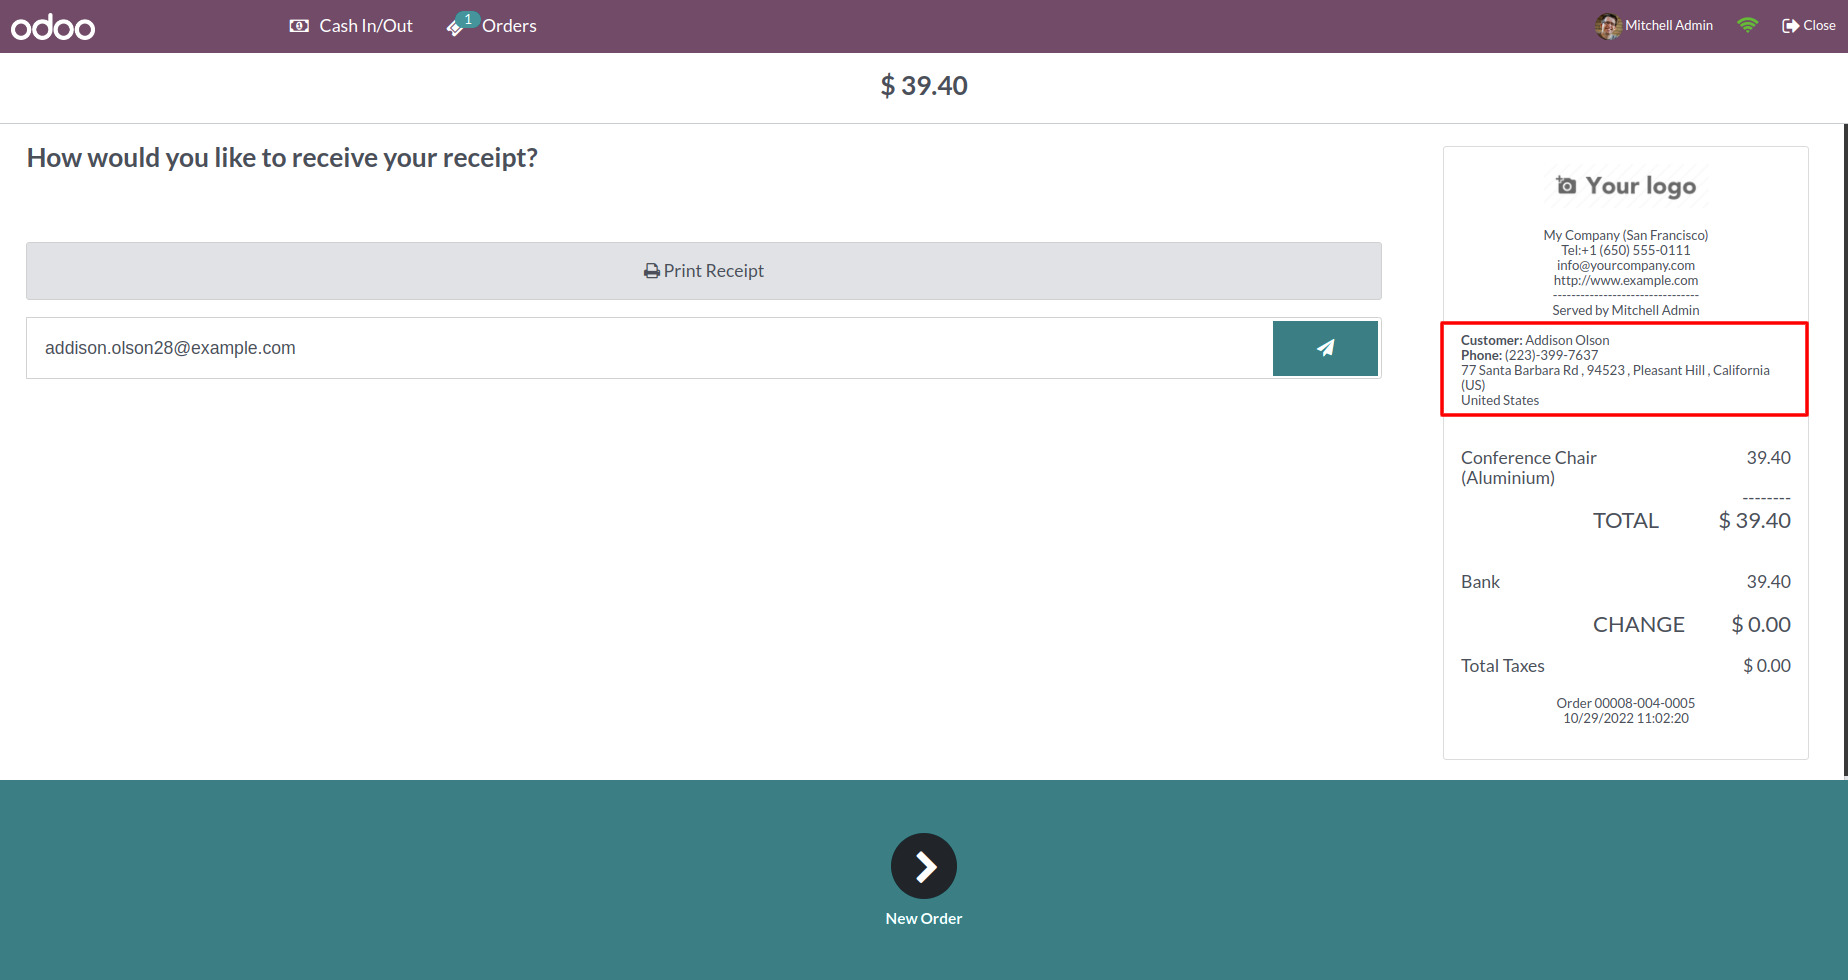 odoo
Cash In/Out
1
Orders
Mitchell Admin
Close
$ 39.40
How would you like to receive your receipt?
Print Receipt
addison.olson28@example.com
Your logo
My Company (San Francisco)
Tel:+1 (650) 555-0111
info@yourcompany.com
http://www.example.com
--------------------------------
Served by Mitchell Admin
Customer: Addison Olson
Phone: (223)-399-7637
77 Santa Barbara Rd , 94523 , Pleasant Hill , California
(US)
United States
Conference Chair 39.40
(Aluminium)
--------
TOTAL $ 39.40
Bank 39.40
CHANGE $ 0.00
Total Taxes $ 0.00
Order 00008-004-0005
10/29/2022 11:02:20
New Order